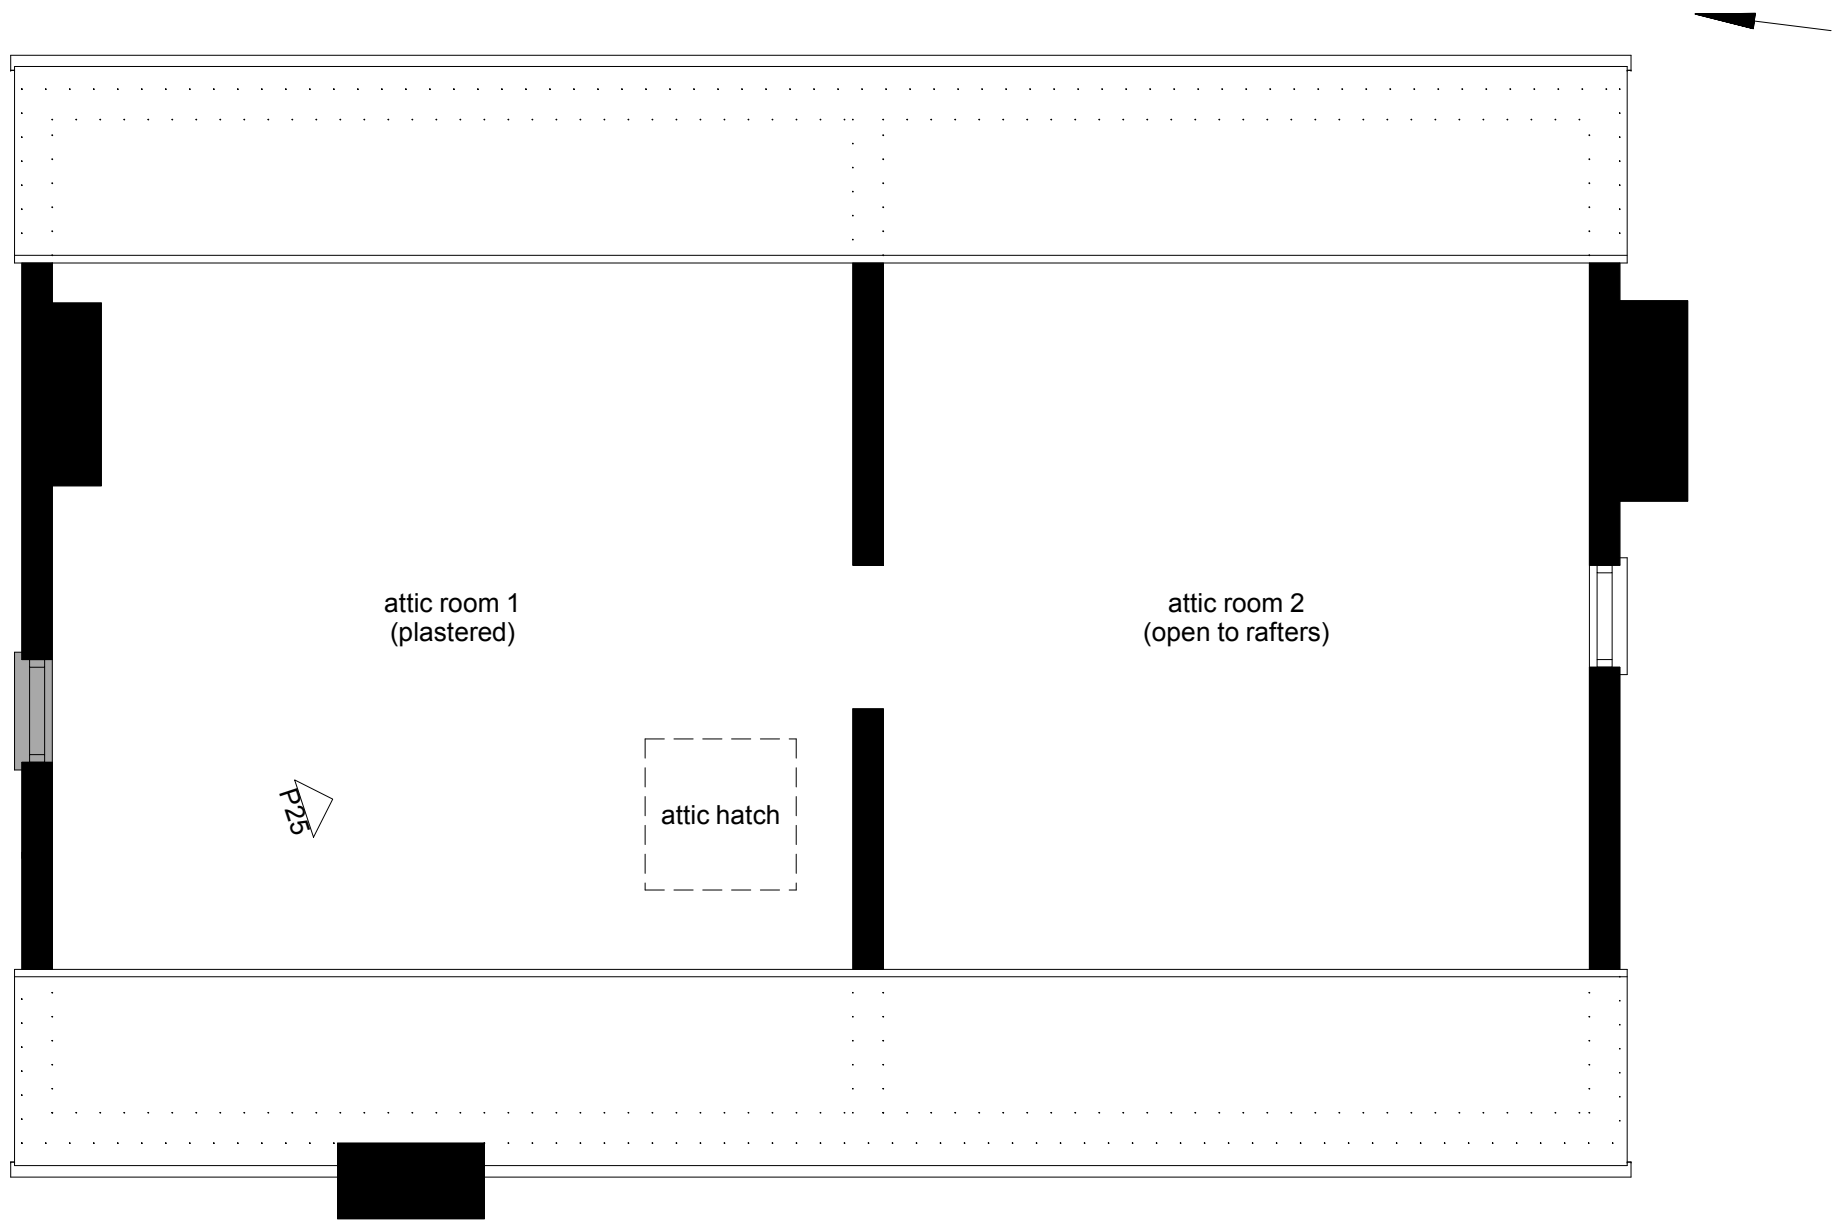 attic room 1
(plastered)
attic room 2
(open to rafters)
P25
attic hatch